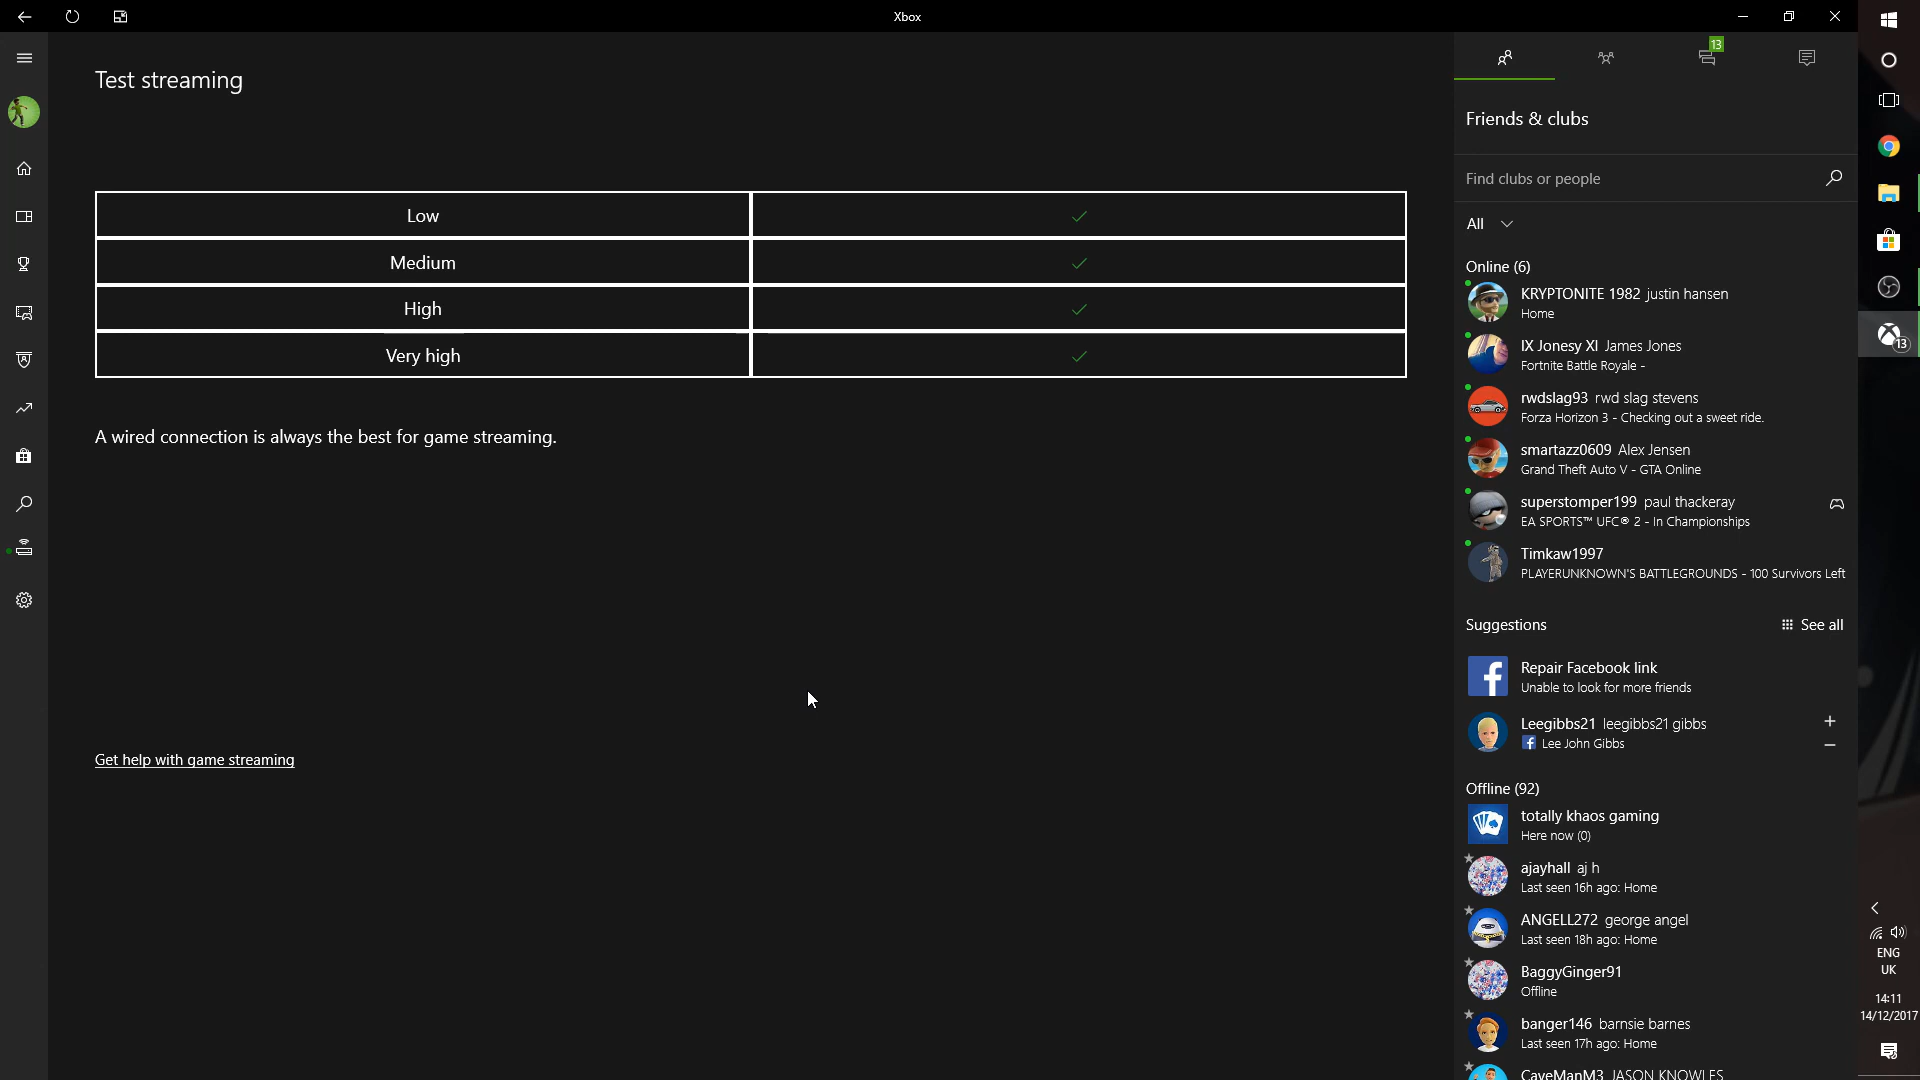 Xbox
Test streaming
Low
Medium
High
Very high
A wired connection is always the best for game streaming.
Get help with game streaming
13
Friends & clubs
Find clubs or people
All
Online (6)
KRYPTONITE 1982 justin hansen
Home
IX Jonesy XI James Jones
Fortnite Battle Royale -
rwdslag93 rwd slag stevens
Forza Horizon 3 - Checking out a sweet ride.
smartazz0609 Alex Jensen
Grand Theft Auto V - GTA Online
superstomper199 paul thackeray
EA SPORTS™ UFC® 2 - In Championships
Timkaw1997
PLAYERUNKNOWN'S BATTLEGROUNDS - 100 Survivors Left
Suggestions
See all
Repair Facebook link
Unable to look for more friends
Leegibbs21 leegibbs21 gibbs
Lee John Gibbs
Offline (92)
totally khaos gaming
Here now (0)
ajayhall aj h
Last seen 16h ago: Home
ANGELL272 george angel
Last seen 18h ago: Home
BaggyGinger91
Offline
banger146 barnsie barnes
Last seen 17h ago: Home
CaveManM3 JASON KNOWLES
13
ENG
UK
14:11
14/12/2017